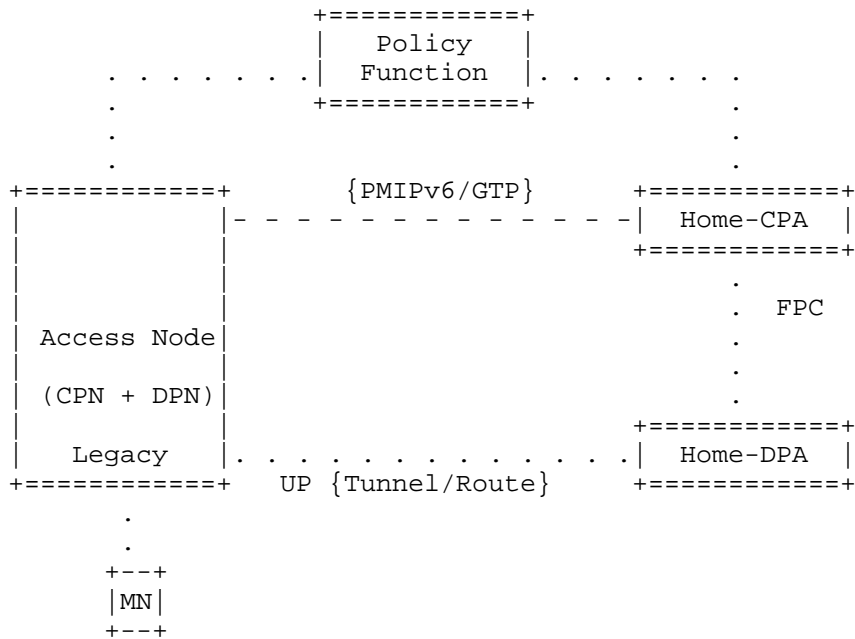 Policy
Function
{PMIPv6/GTP}
Home-CPA
FPC
Access Node
(CPN + DPN)
Legacy
Home-DPA
UP {Tunnel/Route}
MN